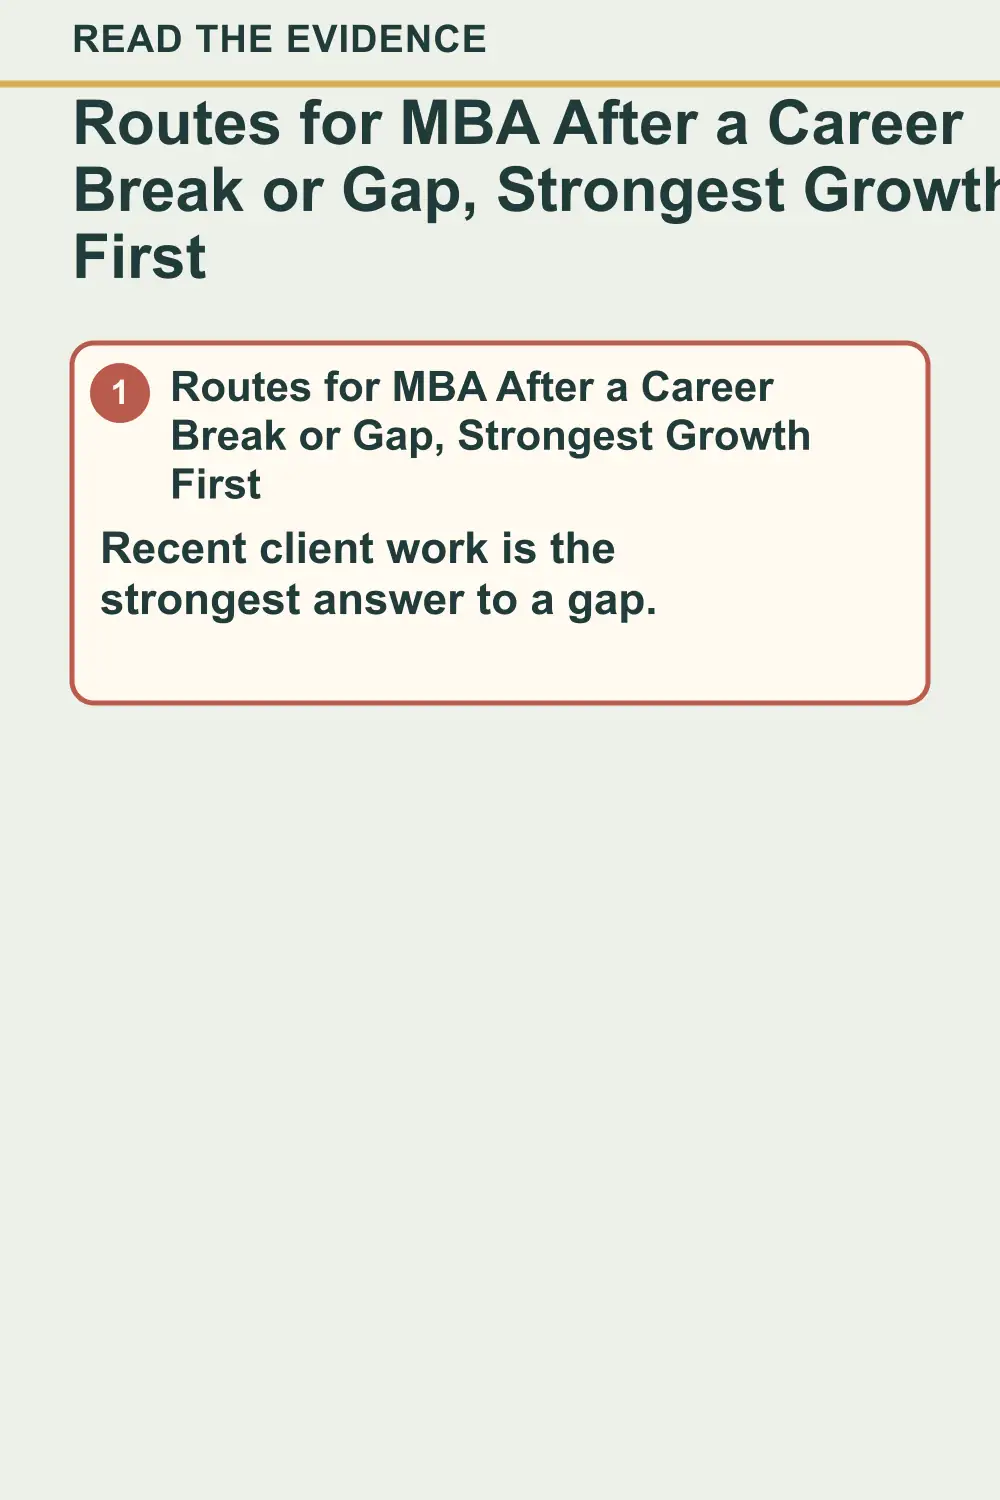 READ THE EVIDENCE
Routes for MBA After a Career
Break or Gap, Strongest Growth
First
1
Routes for MBA After a Career
Break or Gap, Strongest Growth
First
Recent client work is the
strongest answer to a gap.